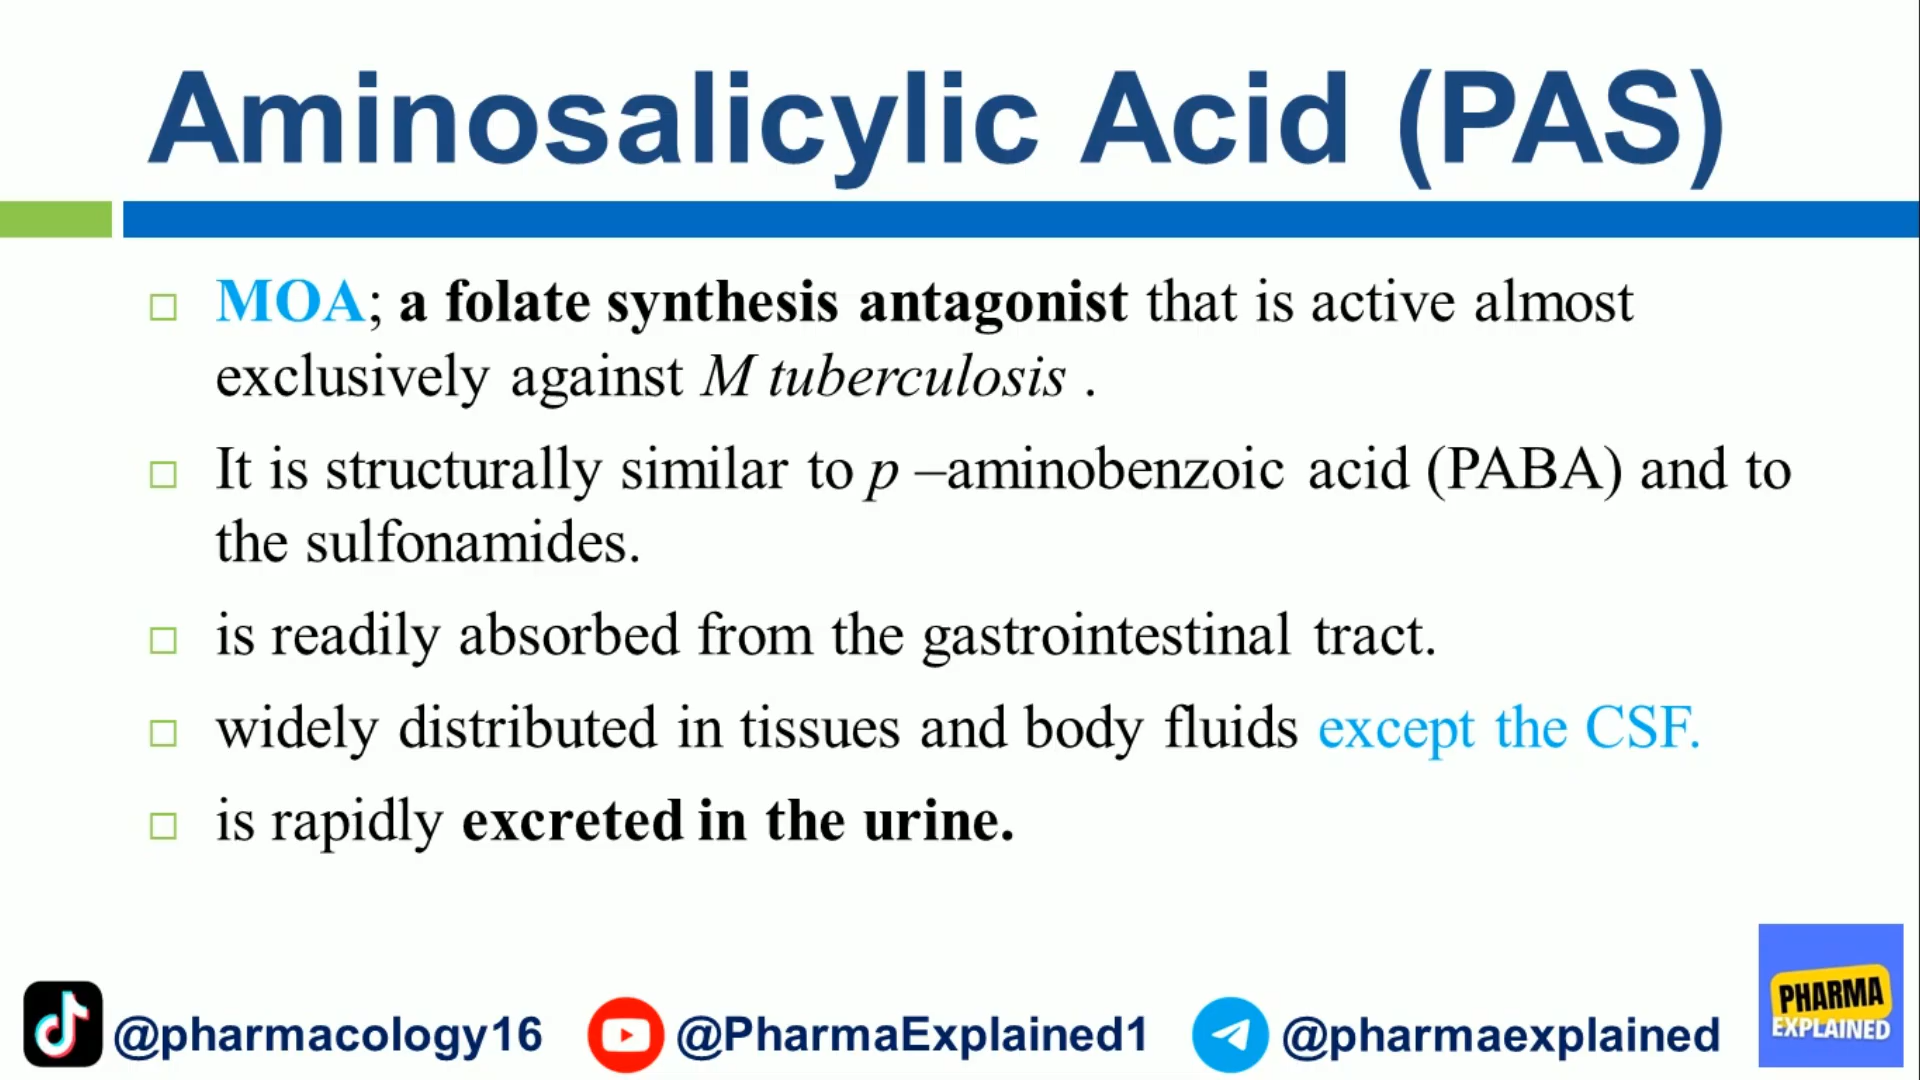 Aminosalicylic Acid (PAS)
MOA; a folate synthesis antagonist that is active almost
exclusively against M tuberculosis .
It is structurally similar to p –aminobenzoic acid (PABA) and to
the sulfonamides.
is readily absorbed from the gastrointestinal tract.
widely distributed in tissues and body fluids except the CSF.
is rapidly excreted in the urine.
@pharmacology16 @PharmaExplained1 @pharmaexplained
PHARMA
EXPLAINED